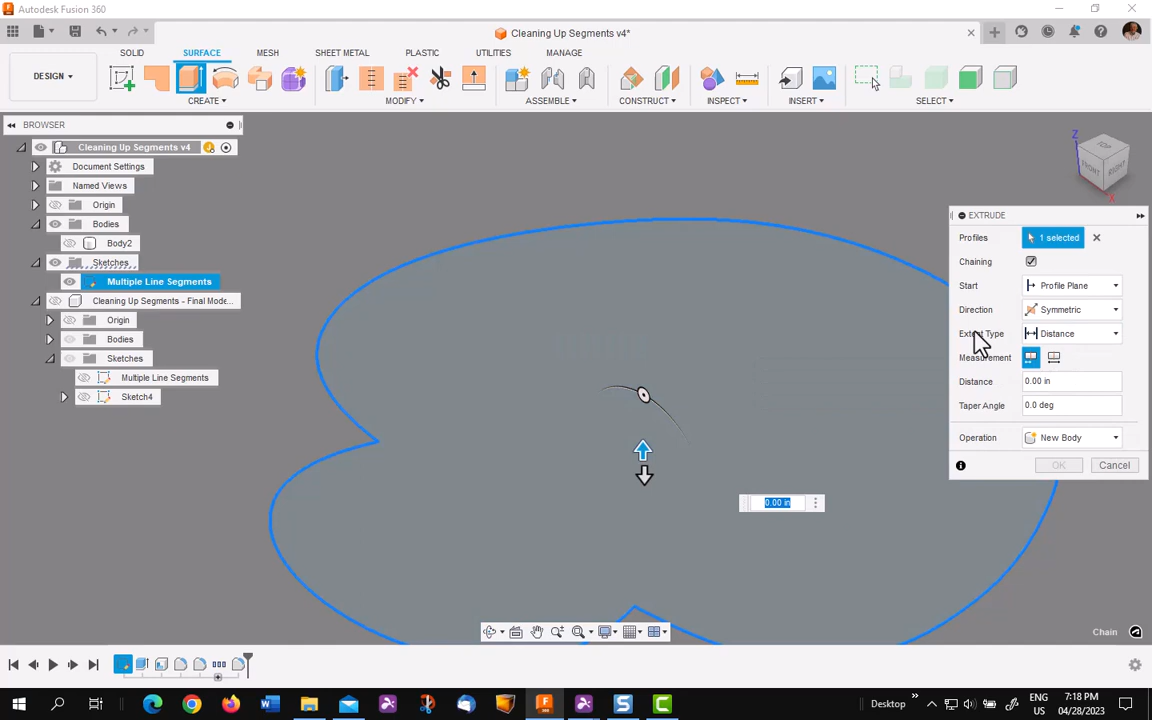 Autodesk Fusion 360
Cleaning Up Segments v4*
DESIGN
SOLID
SURFACE
MESH
SHEET METAL
PLASTIC
UTILITIES
MANAGE
CREATE
MODIFY
ASSEMBLE
CONSTRUCT
INSPECT
INSERT
SELECT
BROWSER
Cleaning Up Segments v4
Document Settings
Named Views
Origin
Bodies
Body2
Sketches
Multiple Line Segments
Cleaning Up Segments - Final Mode...
Origin
Bodies
Sketches
Multiple Line Segments
Sketch4
Z
TOP
FRONT
RIGHT
X
EXTRUDE
Profiles
1 selected
Chaining
Start
Profile Plane
Direction
Symmetric
Extent Type
Distance
Measurement
Distance
0.00 in
Taper Angle
0.0 deg
Operation
New Body
OK
Cancel
0.00 in
Chain
Desktop
ENG
US
7:18 PM
04/28/2023